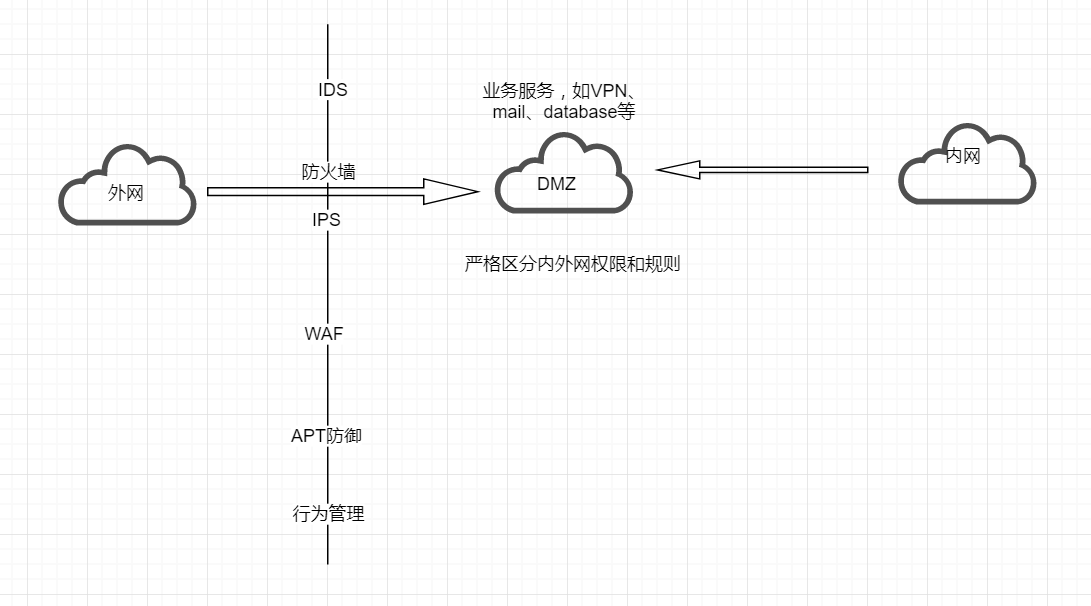 IDS
业务服务，如VPN、
mail、database等
防火墙
外网
DMZ
内网
IPS
严格区分内外网权限和规则
WAF
APT防御
行为管理